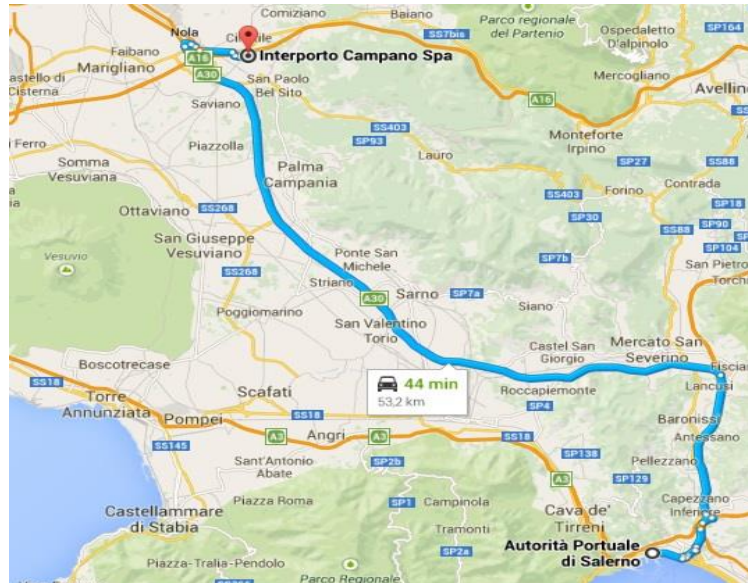 Comiziano
Baiano
Parco regionale
del Partenio
Ospedaletto
D'Alpinolo
SP164
Nola
SS7bis
Faibano
A16
Interporto Campano Spa
Marigliano
A30
Mercogliano
Castello di
Cisterna
San Paolo
Bel Sito
Saviano
A16
Avellino
SS403
Monteforte
Irpino
Piazzolla
SP93
Lauro
SP27
SS88
Somma
Vesuviana
Palma
Campania
SS403
Forino
Contrada
SP18
Ottaviano
SS268
SP30
SP90
SS88
SP104
San Giuseppe
Vesuviano
Vesuvio
Ponte San
Michele
SP7b
San Pietro
SS268
Striano
A30
Sarno
SP7a
Poggiomarino
San Valentino
Torio
Siano
Boscotrecase
Castel San
Giorgio
Mercato San
Severino
44 min
53,2 km
SS18
Torre
Annunziata
Scafati
Roccapiemonte
Lancusi
SP4
Pompei
SS18
Baronissi
SS145
A3
Angri
A3
SS18
Antessano
SP138
Sant'Antonio
Abate
SP2b
Pellezzano
A3
SP129
Castellammare
di Stabia
Piazza Roma
SP1
Campinola
Cava de'
Tirreni
Capezzano
Inferiore
Tramonti
SP2a
Autorità Portuale
di Salerno
Piazza-Tralia-Pendolo
Parco Regionale